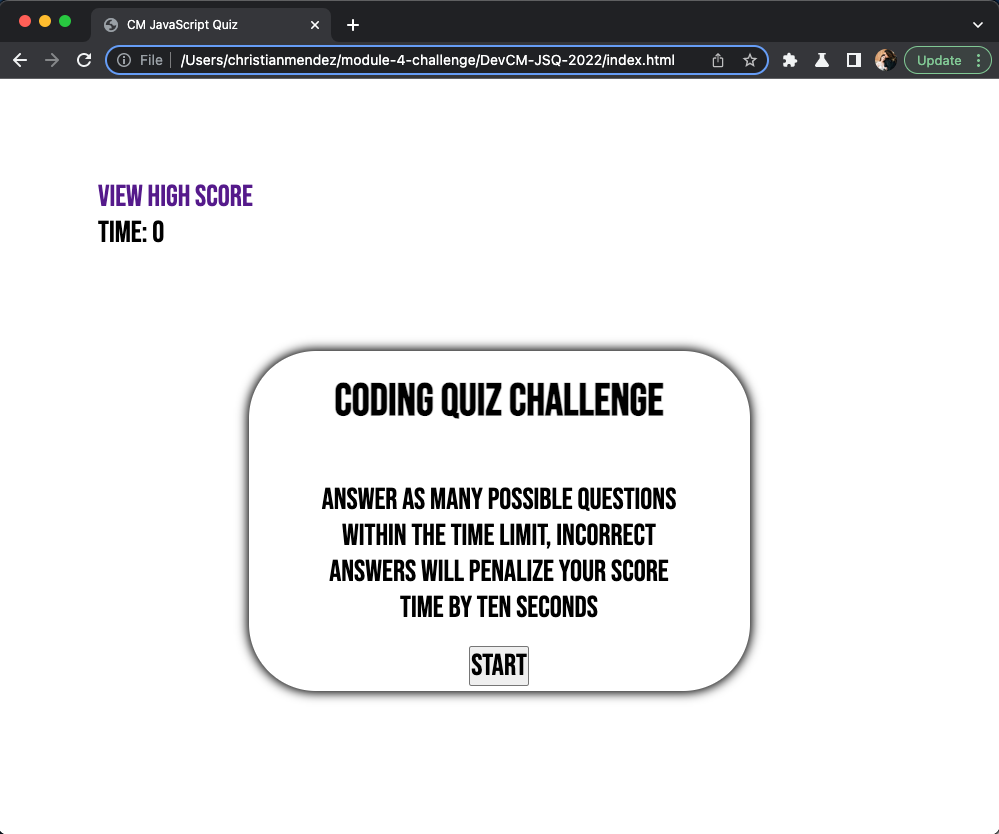 CM JavaScript Quiz
File /Users/christianmendez/module-4-challenge/DevCM-JSQ-2022/index.html Update
VIEW HIGH SCORE
TIME: 0
CODING QUIZ CHALLENGE
ANSWER AS MANY POSSIBLE QUESTIONS
WITHIN THE TIME LIMIT, INCORRECT
ANSWERS WILL PENALIZE YOUR SCORE
TIME BY TEN SECONDS
START